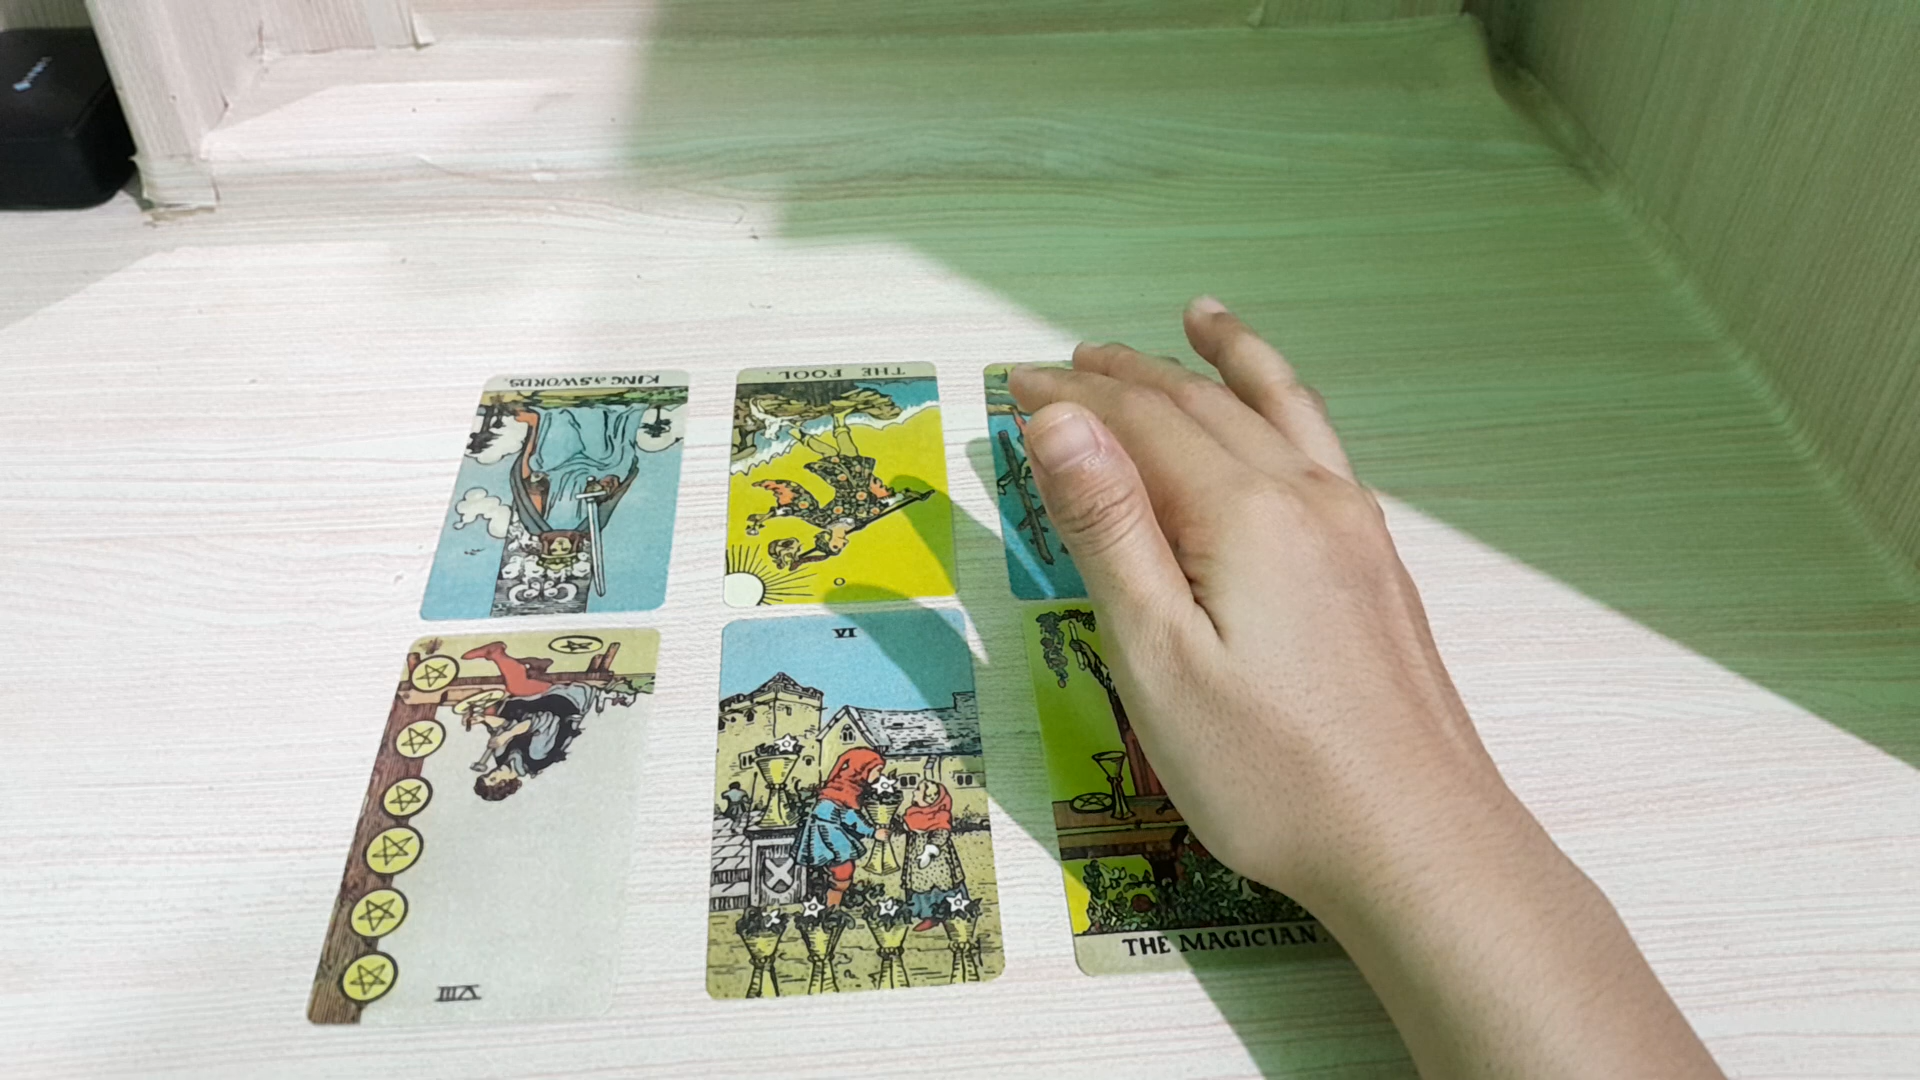 KING of SWORDS.
THE FOOL.
0
VI
VIII
THE MAGICIAN.